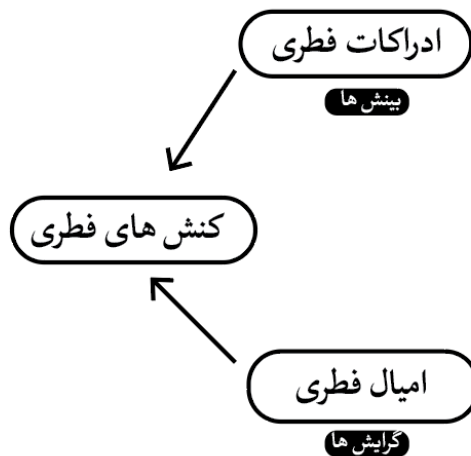 ادراکات فطری
بینش ها
کنش های فطری
امیال فطری
گرایش ها